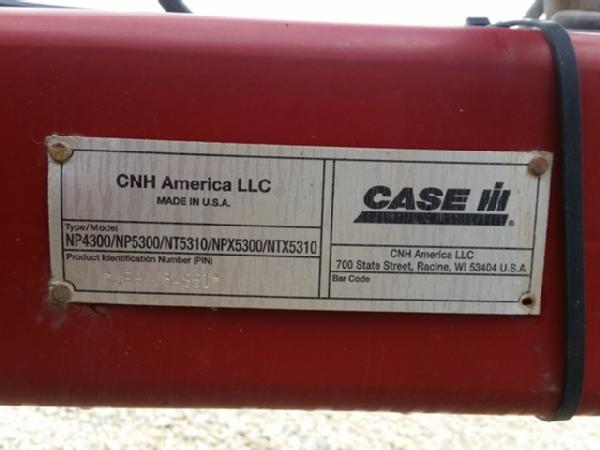 CNH America LLC
MADE IN U.S.A.
Type/Model
NP4300/NP5300/NT5310/NPX5300/NTX5310
Product Identification Number (PIN)
CASE IH
CNH America LLC
700 State Street, Racine, WI 53404 U.S.A
Bar Code